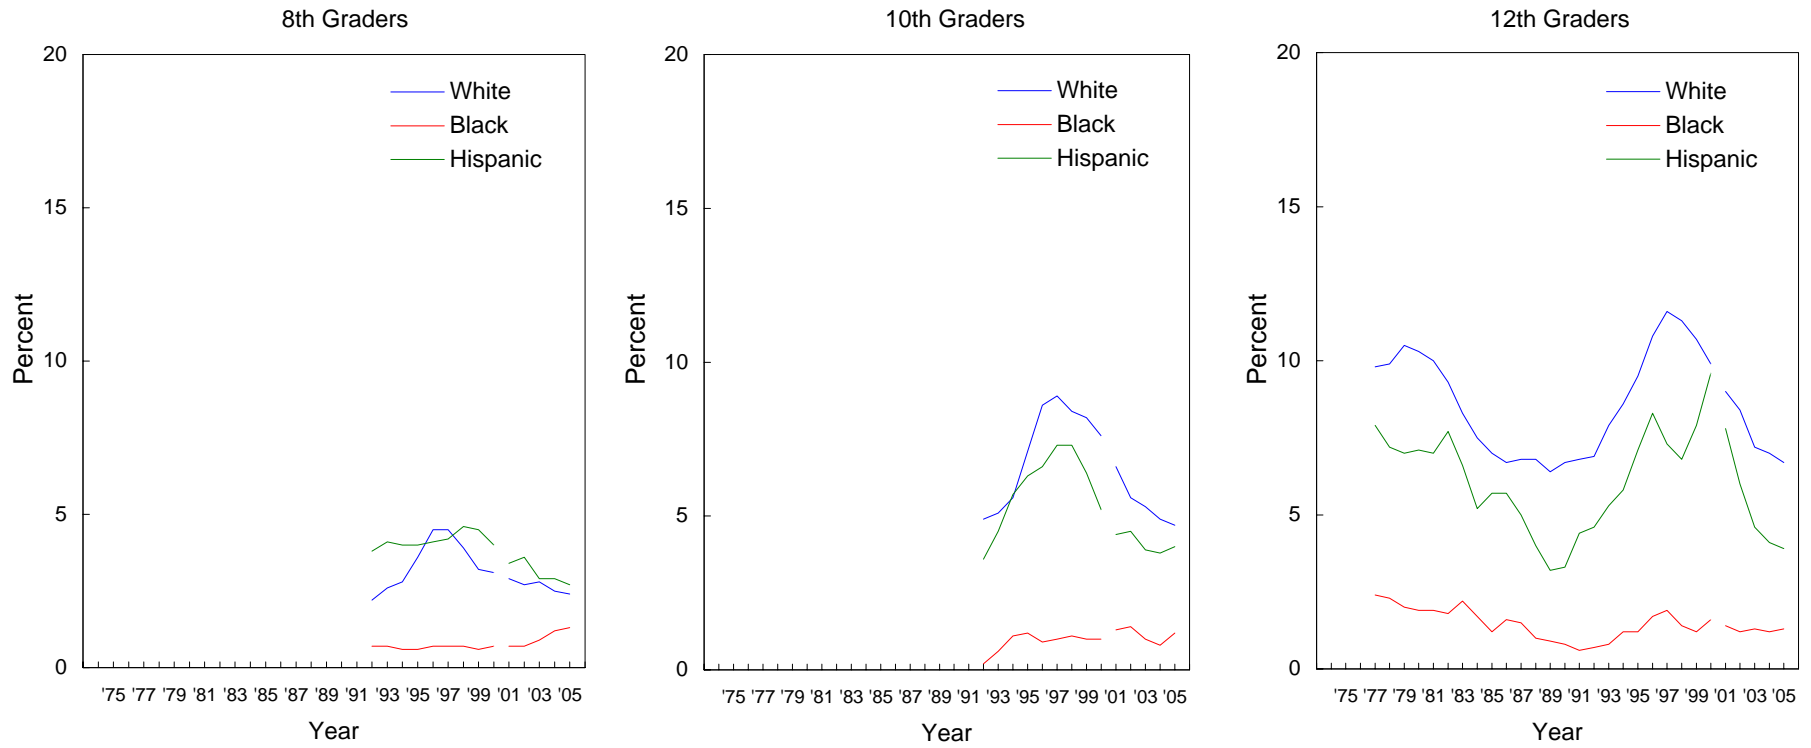 8th Graders
20
15
10
5
0
Percent
White
Black
Hispanic
'75 '77 '79 '81 '83 '85 '87 '89 '91 '93 '95 '97 '99 '01 '03 '05
Year
10th Graders
20
15
10
5
0
Percent
White
Black
Hispanic
'75 '77 '79 '81 '83 '85 '87 '89 '91 '93 '95 '97 '99 '01 '03 '05
Year
12th Graders
20
15
10
5
0
Percent
White
Black
Hispanic
'75 '77 '79 '81 '83 '85 '87 '89 '91 '93 '95 '97 '99 '01 '03 '05
Year